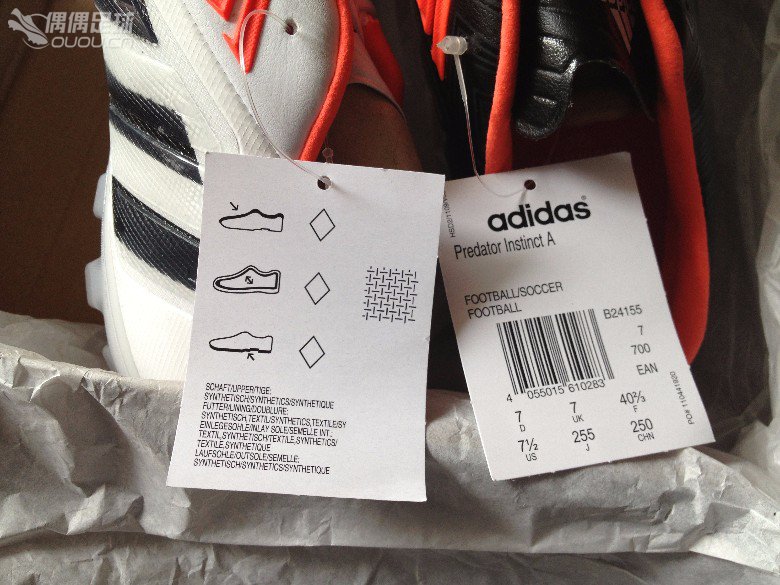 偶偶足球
OUOU.CN
SCHAFT/UPPER/TIGE:
SYNTHETISCH/SYNTHETICS/SYNTHETIQUE
FUTTER/LINING/DOUBLURE:
SYNTHETISCH,TEXTIL/SYNTHETICS,TEXTILE/SY
EINLEGESOHLE/INLAY SOLE/SEMELLE INT.:
TEXTIL,SYNTHETISCH/TEXTILE,SYNTHETICS/
TEXTILE,SYNTHETIQUE
LAUFSOHLE/OUTSOLE/SEMELLE:
SYNTHETISCH/SYNTHETICS/SYNTHETIQUE
adidas
Predator Instinct A
FOOTBALL/SOCCER
FOOTBALL
B24155
7
700
EAN
4 055015 610283
7 7 40⅔
D UK F
7½ 255 250
US J CHN